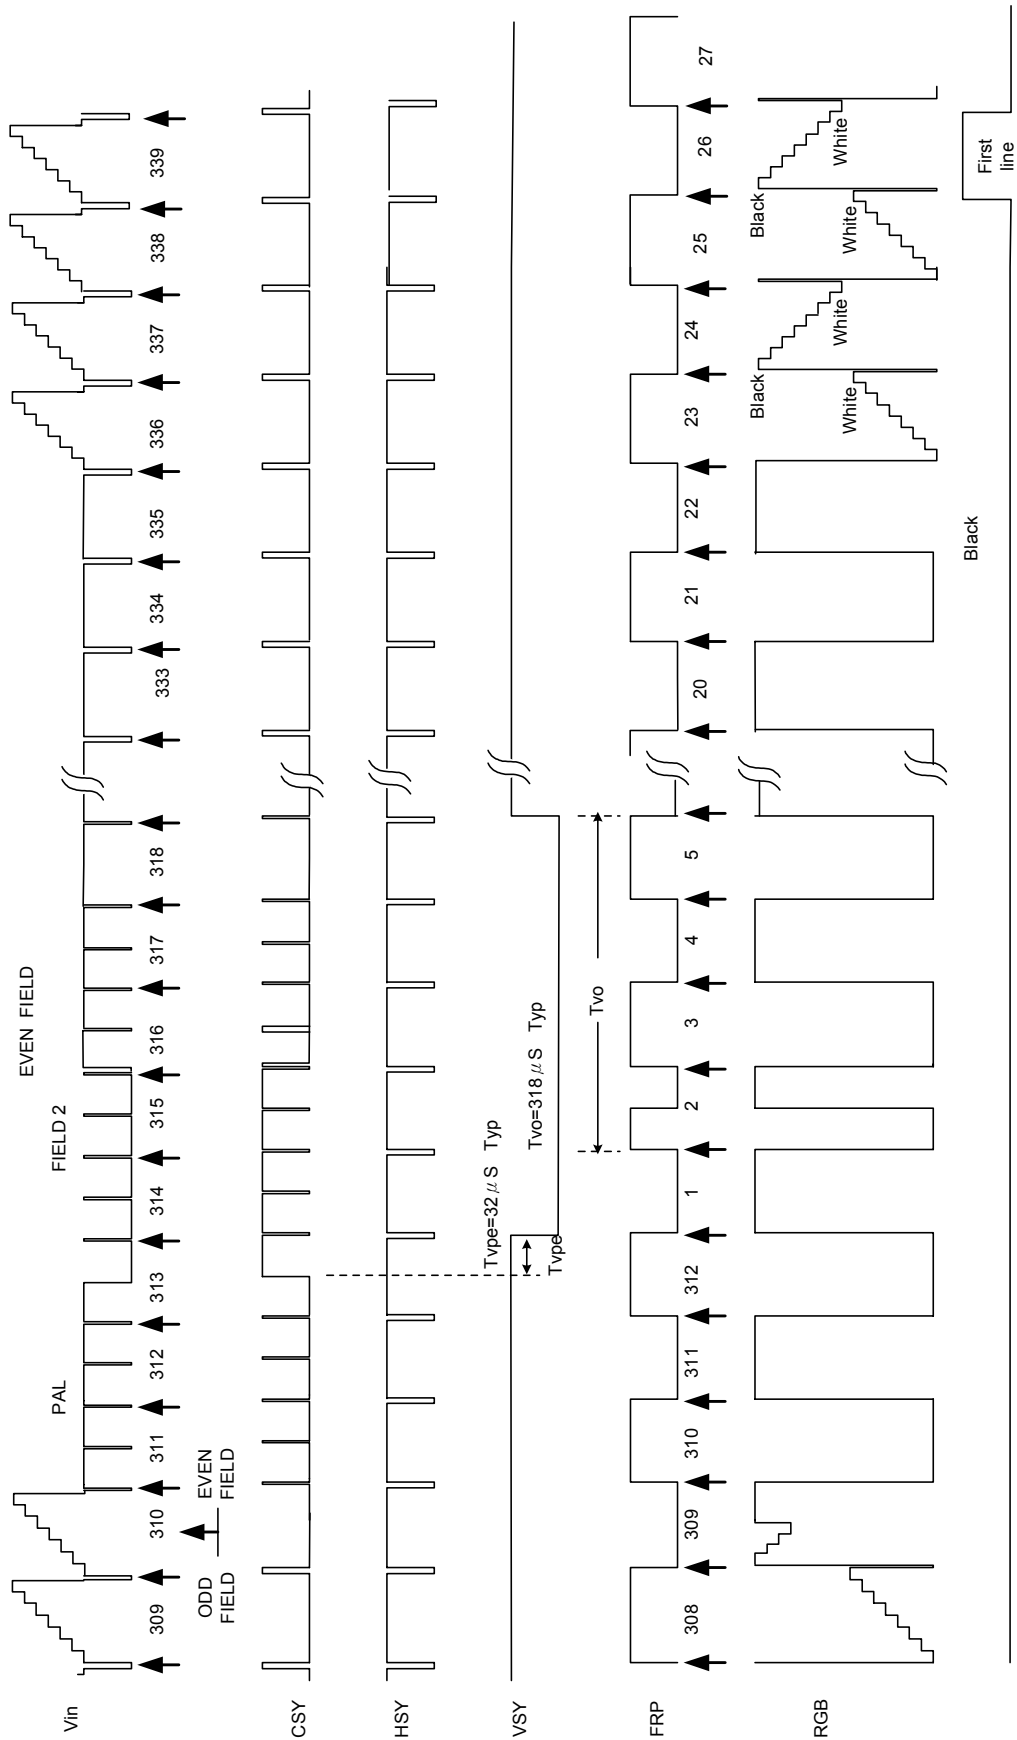 PAL FIELD 2 EVEN FIELD
Vin
309 310 311 312 313 314 315 316 317 318 333 334 335 336 337 338 339
ODD FIELD
EVEN FIELD
CSY
HSY
VSY
Tvpe=32μS Typ
Tvpe
Tvo=318μS Typ
Tvo
FRP
308 309 310 311 312 1 2 3 4 5 20 21 22 23 24 25 26 27
RGB
White Black White White Black White
Black
First line